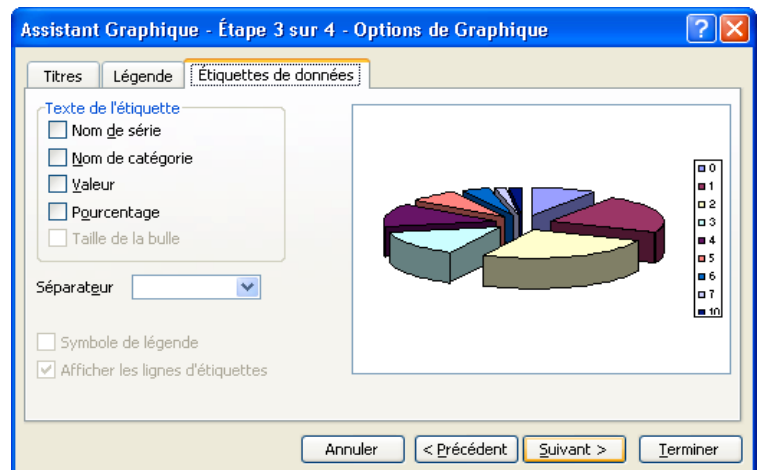 Assistant Graphique - Étape 3 sur 4 - Options de Graphique
Titres Légende Étiquettes de données
Texte de l'étiquette
Nom de série
Nom de catégorie
Valeur
Pourcentage
Taille de la bulle
Séparateur
Symbole de légende
Afficher les lignes d'étiquettes
0
1
2
3
4
5
6
7
10
Annuler < Précédent Suivant > Terminer